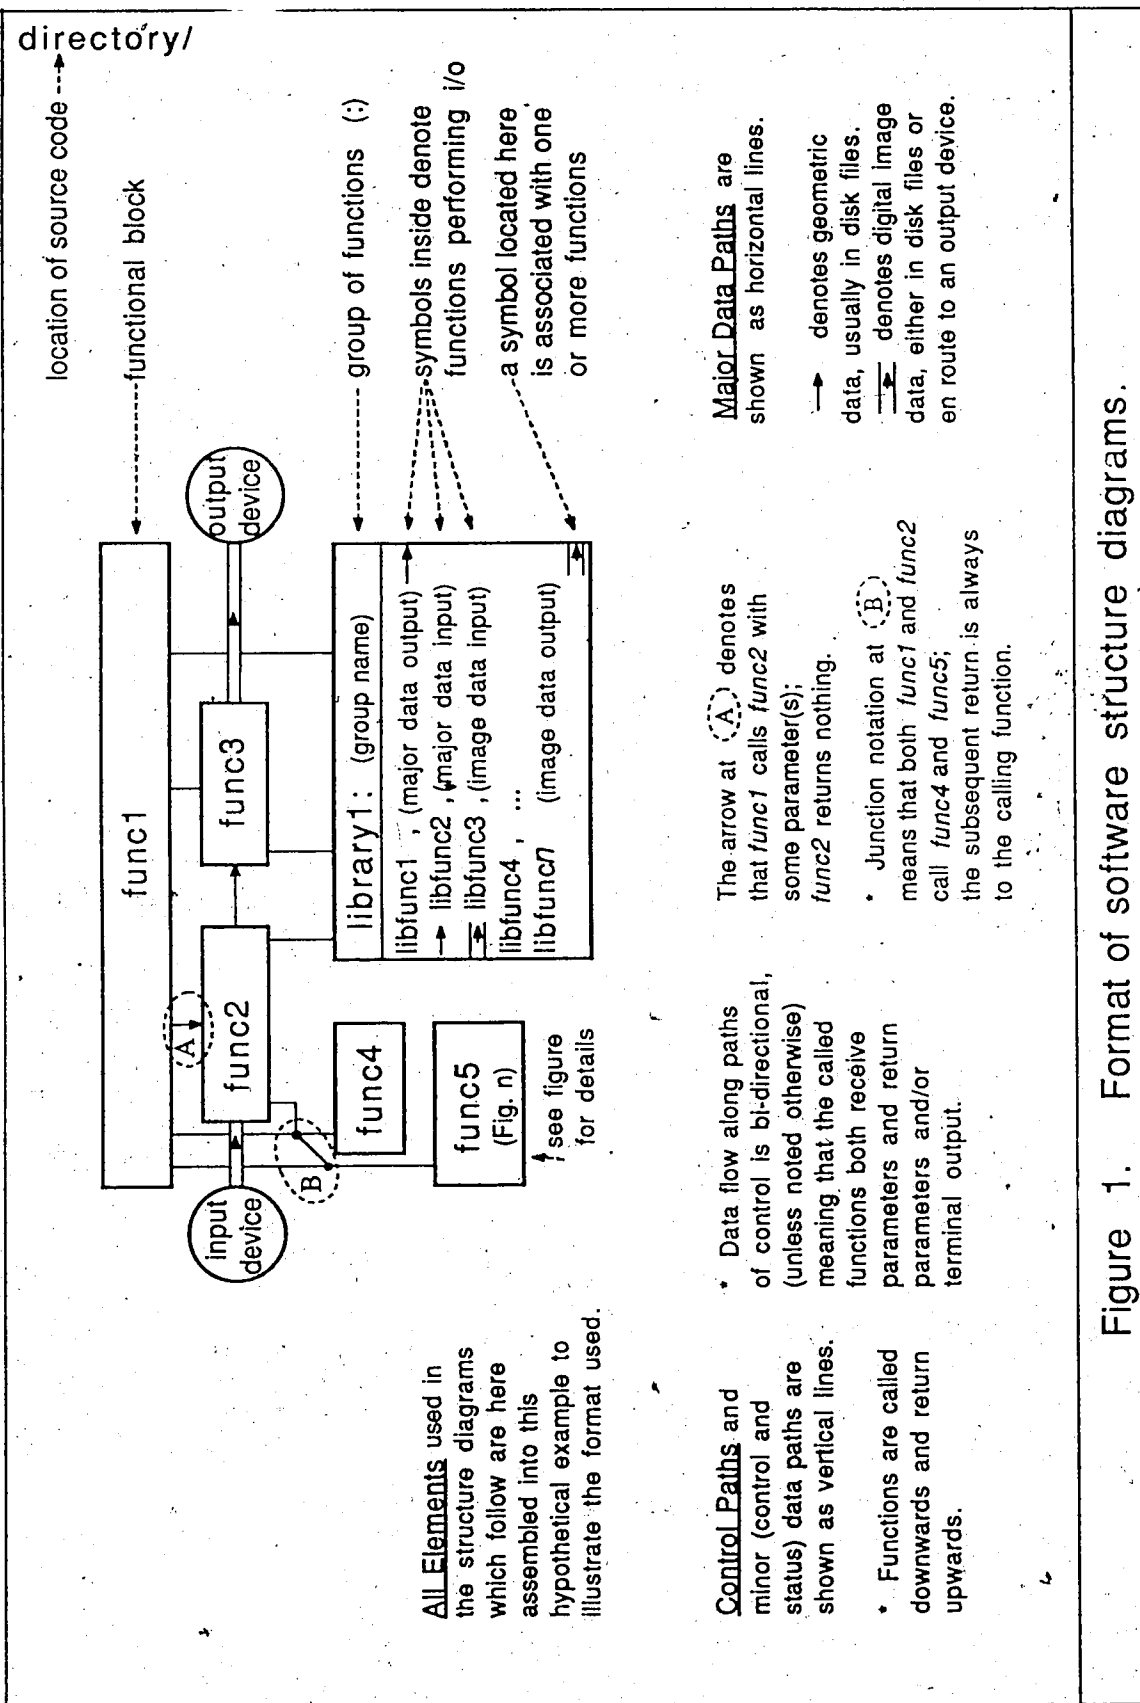 directory/
location of source code
functional block
func1
A
input
device
func2
func3
output
device
B
func4
func5
(Fig. n)
see figure
for details
library1: (group name)
libfunc1 , (major data output)
libfunc2 , (major data input)
libfunc3 , (image data input)
libfunc4 , ...
libfuncn (image data output)
group of functions (:)
symbols inside denote
functions performing i/o
a symbol located here
is associated with one
or more functions
All Elements used in
the structure diagrams
which follow are here
assembled into this
hypothetical example to
illustrate the format used.
Control Paths and
minor (control and
status) data paths are
shown as vertical lines.
* Functions are called
downwards and return
upwards.
* Data flow along paths
of control is bi-directional,
(unless noted otherwise)
meaning that the called
functions both receive
parameters and return
parameters and/or
terminal output.
The arrow at (A) denotes
that func1 calls func2 with
some parameter(s);
func2 returns nothing.
* Junction notation at (B)
means that both func1 and func2
call func4 and func5;
the subsequent return is always
to the calling function.
Major Data Paths are
shown as horizontal lines.
→ denotes geometric
data, usually in disk files.
denotes digital image
data, either in disk files or
en route to an output device.
Figure 1. Format of software structure diagrams.